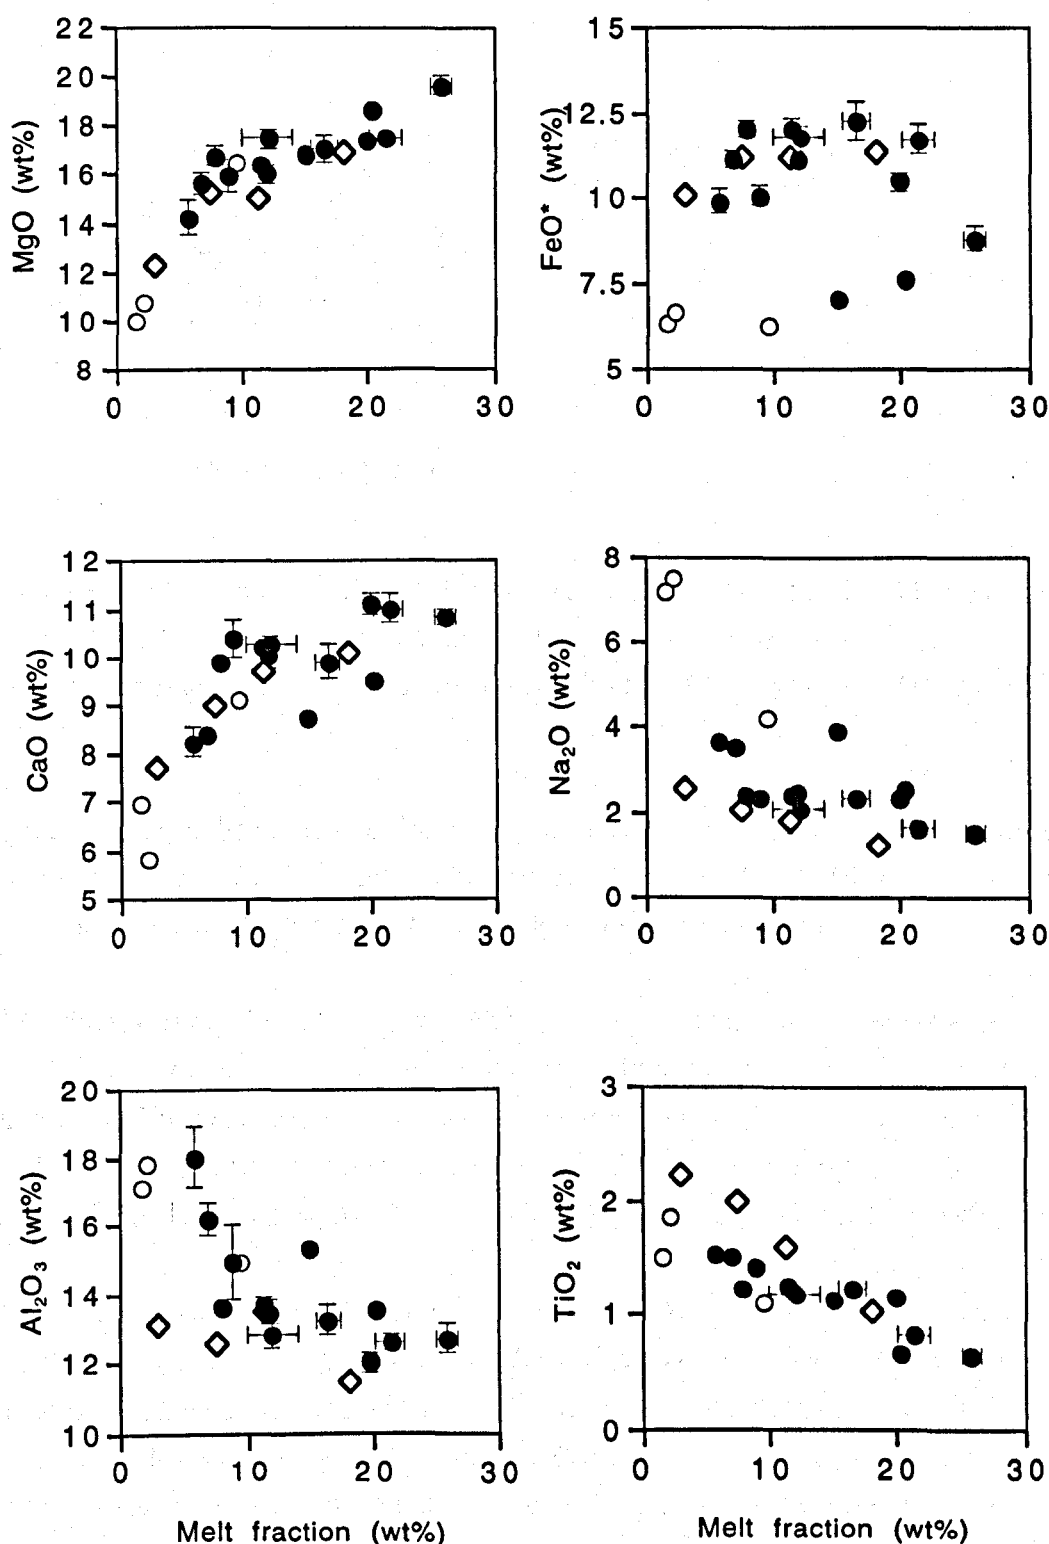 22
20
18
16
14
12
10
8
MgO (wt%)
0 10 20 30
15
12.5
10
7.5
5
FeO* (wt%)
0 10 20 30
12
11
10
9
8
7
6
5
CaO (wt%)
0 10 20 30
8
6
4
2
0
Na₂O (wt%)
0 10 20 30
20
18
16
14
12
10
Al₂O₃ (wt%)
0 10 20 30
Melt fraction (wt%)
3
2
1
0
TiO₂ (wt%)
0 10 20 30
Melt fraction (wt%)